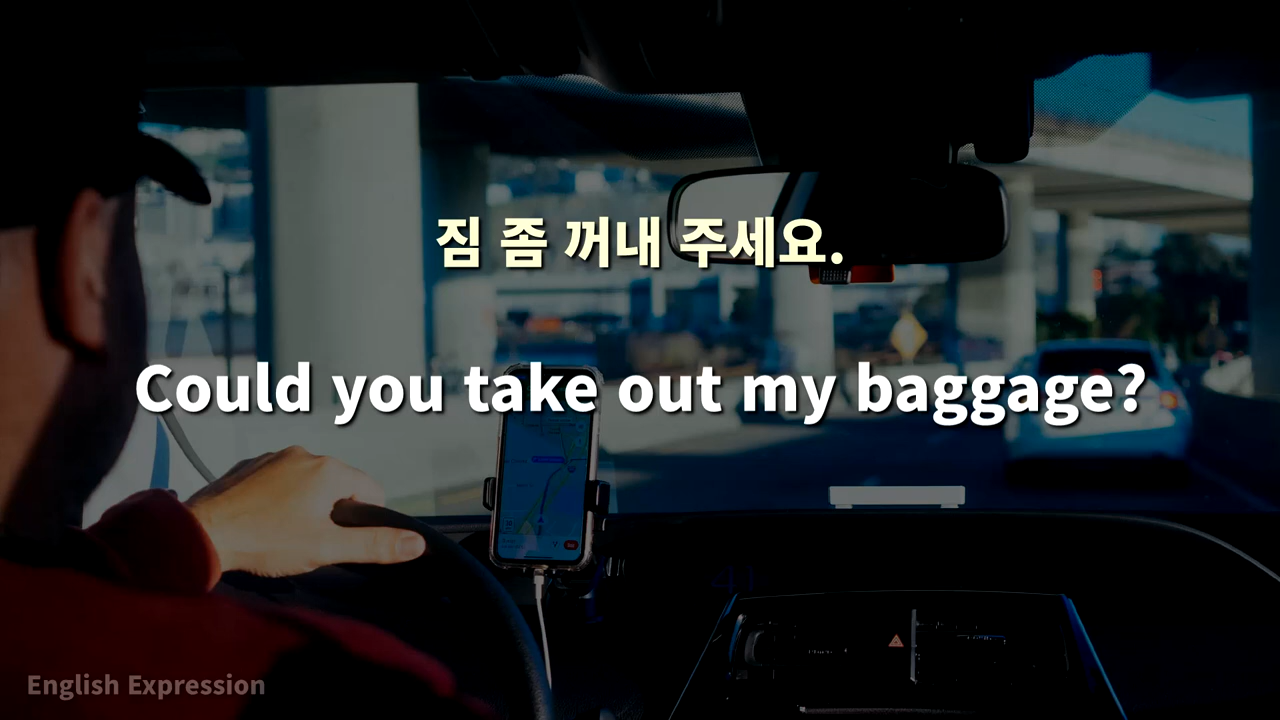 짐 좀 꺼내 주세요.
Could you take out my baggage?
English Expression